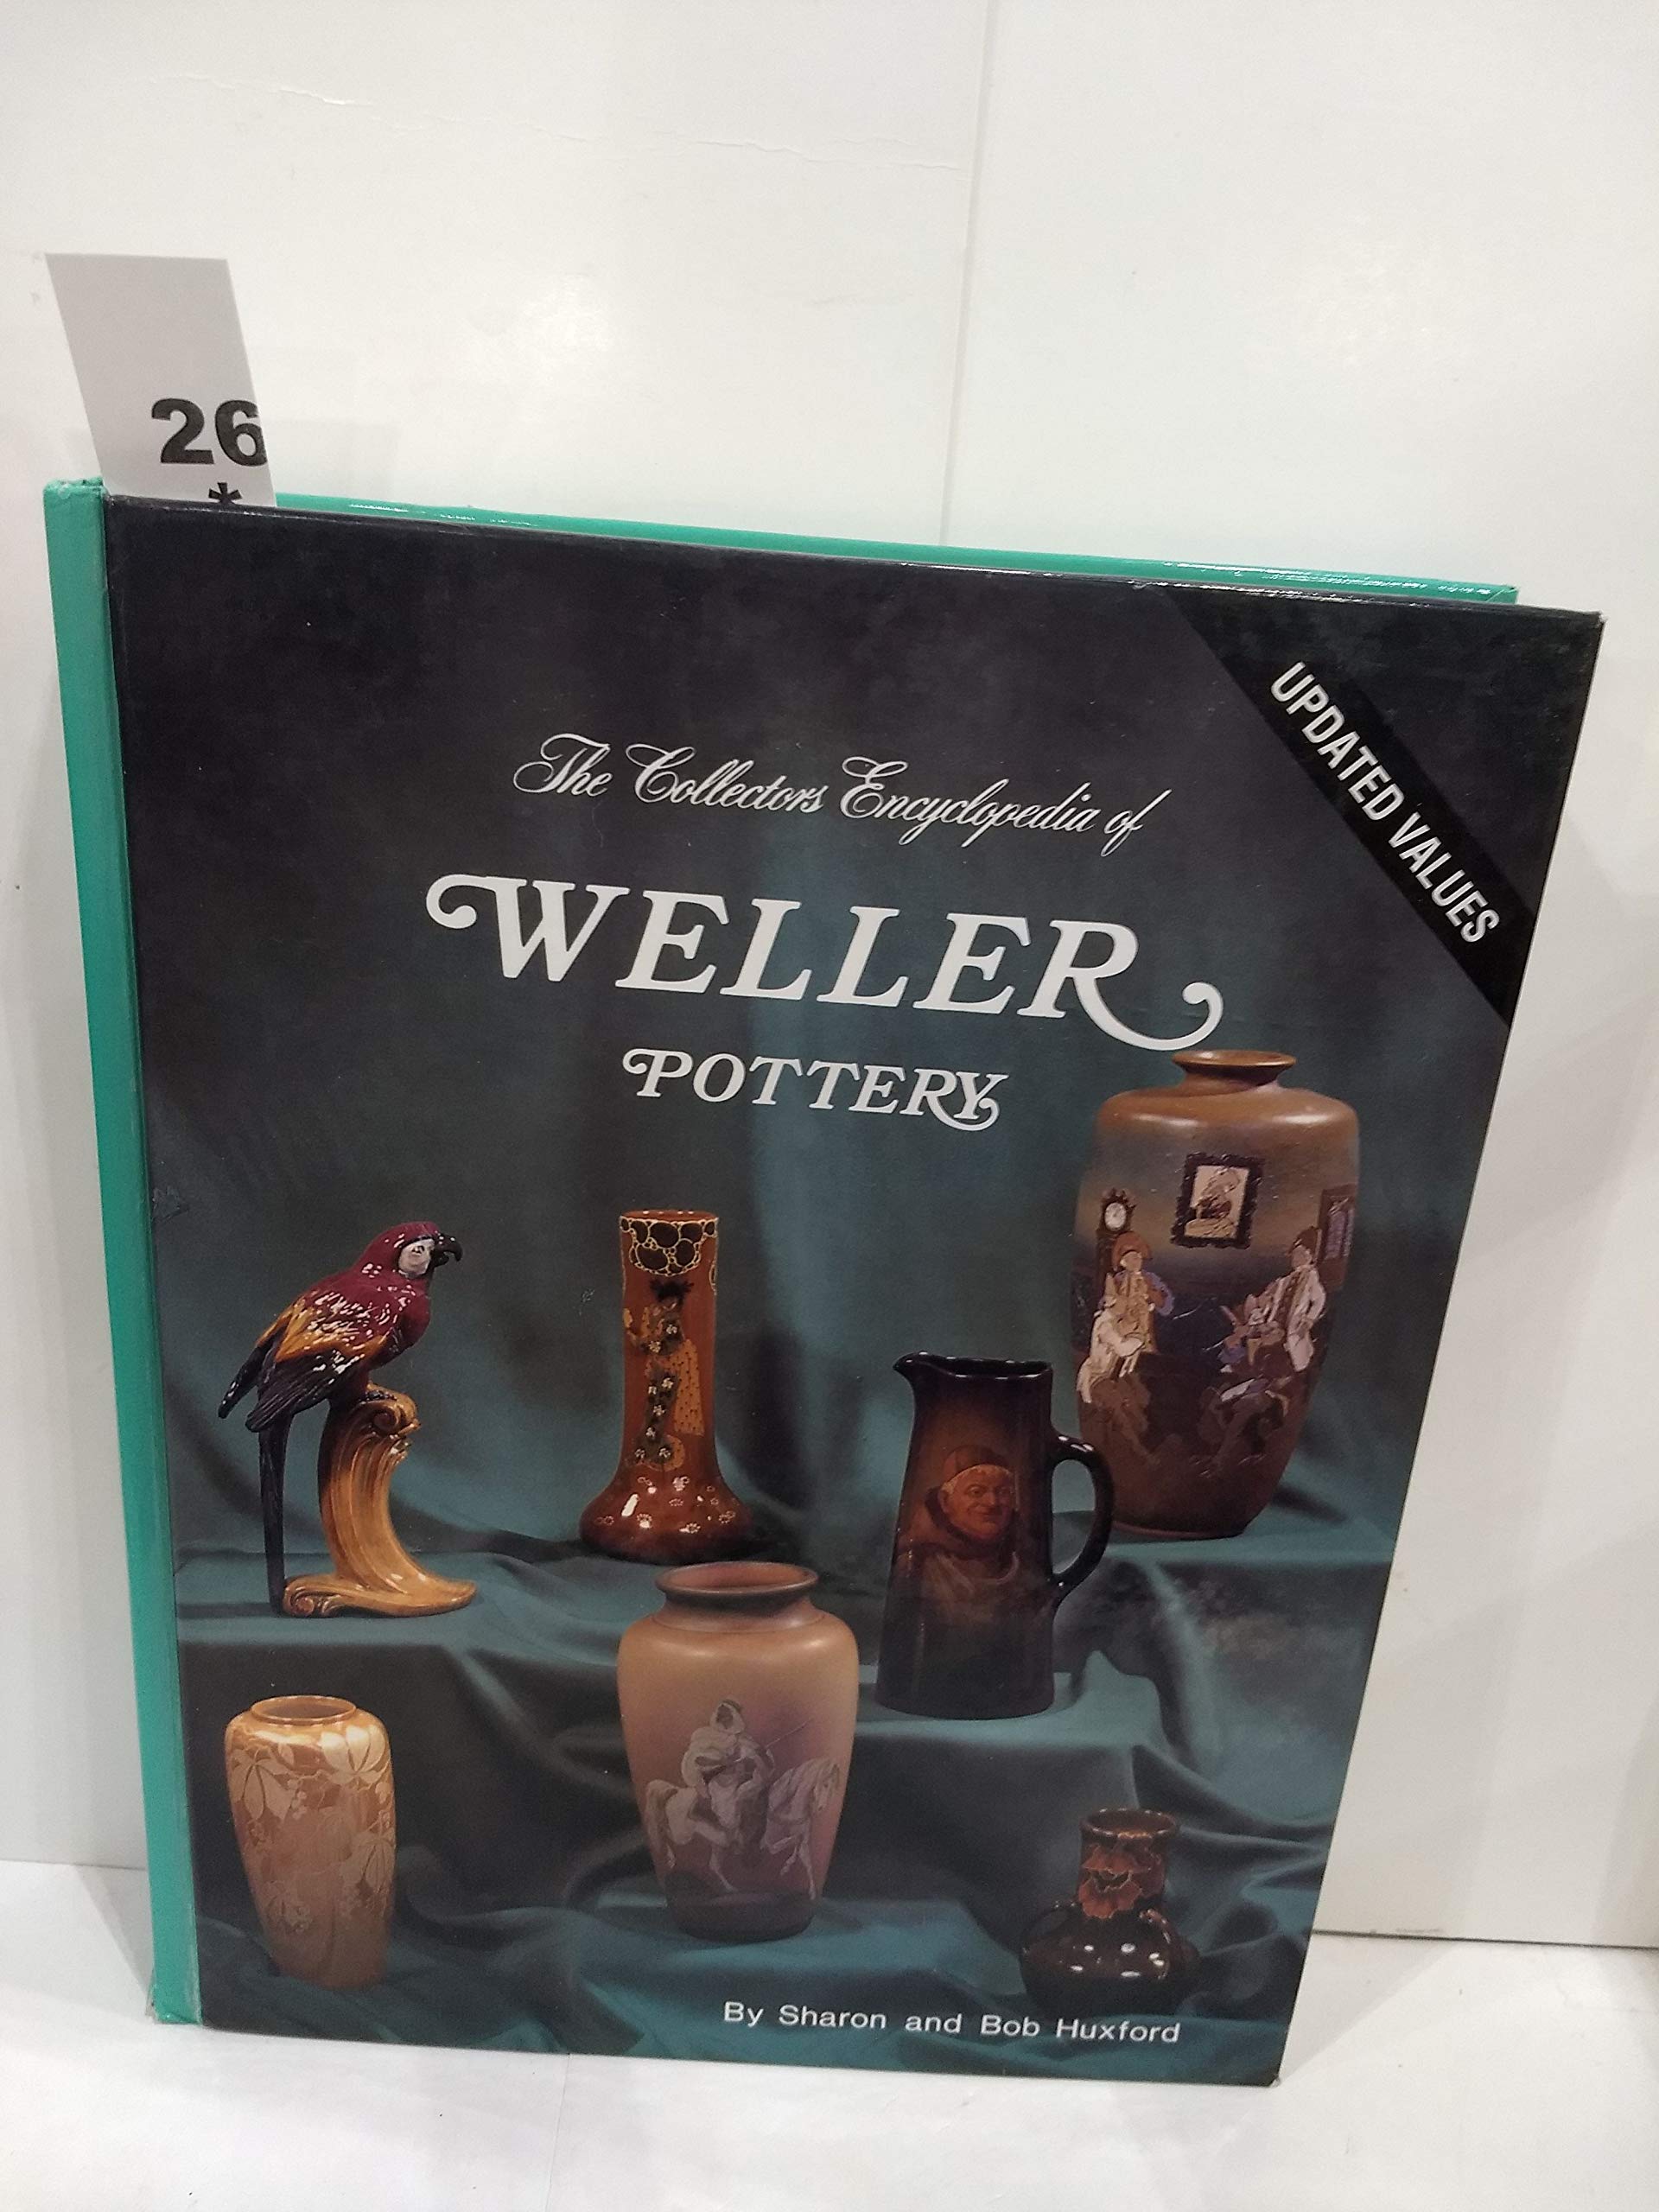 26
*
UPDATED VALUES
The Collectors Encyclopedia of
WELLER
POTTERY
By Sharon and Bob Huxford